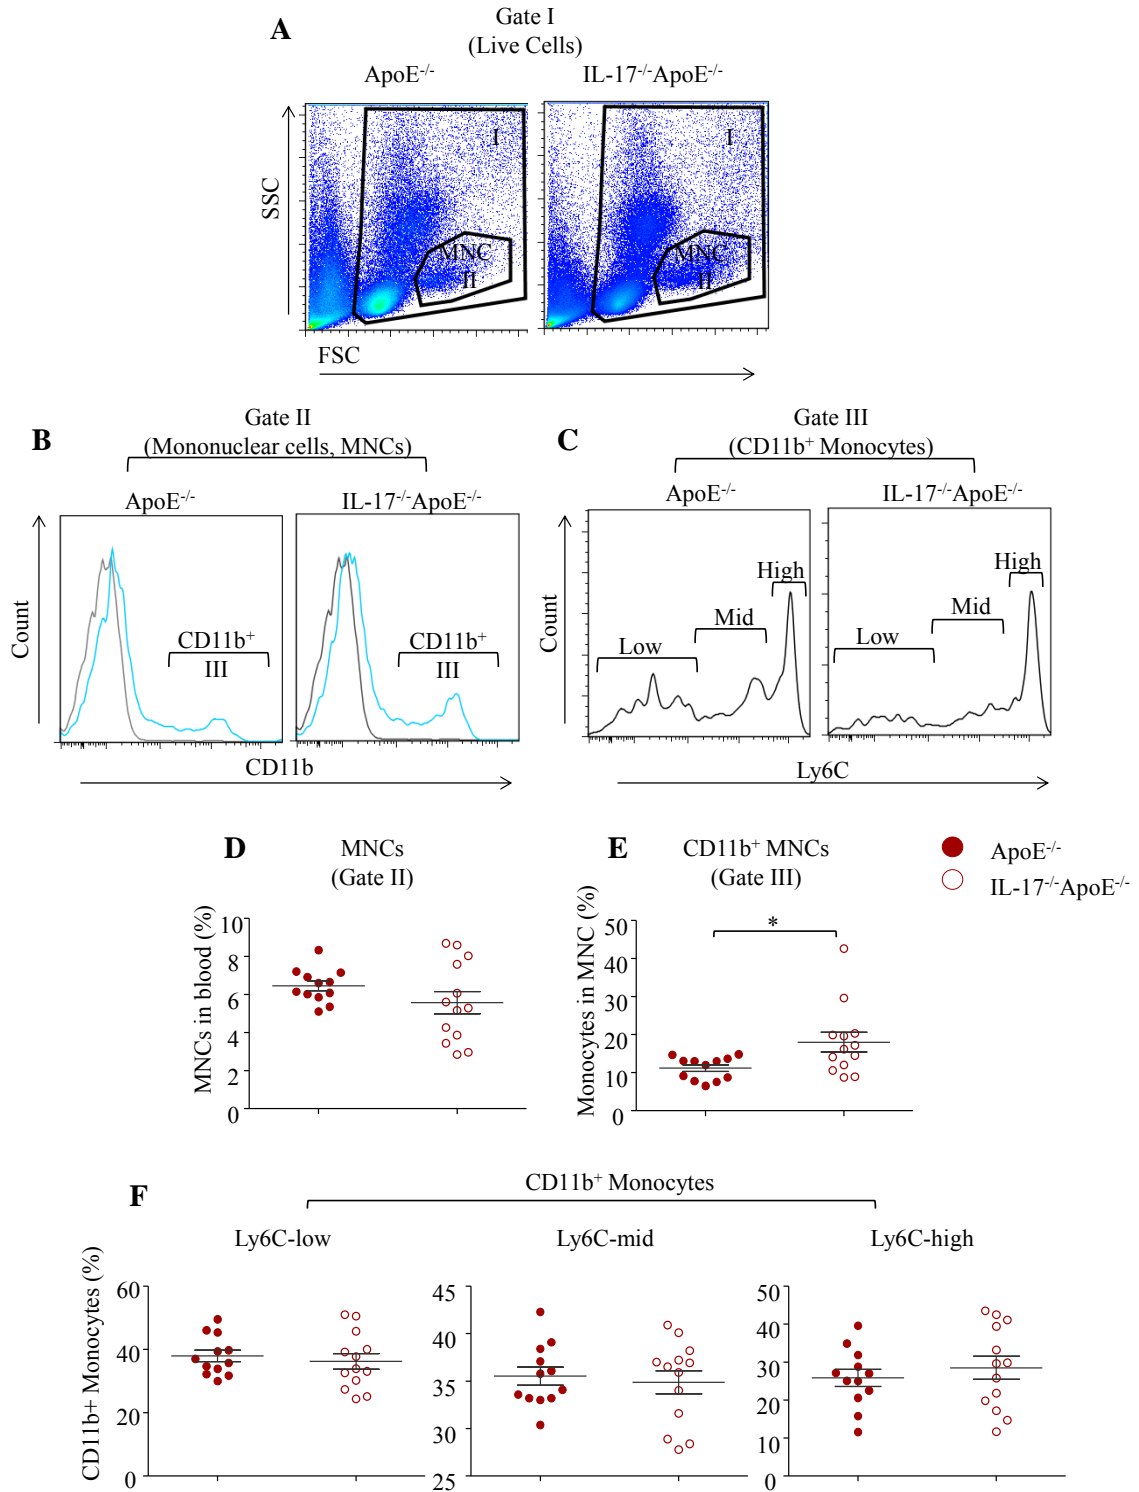 A
Gate I
(Live Cells)
ApoE-/-
IL-17-/-ApoE-/-
SSC
I
MNC
II
I
MNC
II
FSC
B
Gate II
(Mononuclear cells, MNCs)
ApoE-/-
IL-17-/-ApoE-/-
Count
CD11b+
III
CD11b+
III
CD11b
C
Gate III
(CD11b+ Monocytes)
ApoE-/-
IL-17-/-ApoE-/-
Count
Low
Mid
High
Low
Mid
High
Ly6C
D
MNCs
(Gate II)
MNCs in blood (%)
10
8
6
4
2
0
E
CD11b+ MNCs
(Gate III)
Monocytes in MNC (%)
50
40
30
20
10
0
*
ApoE-/-
IL-17-/-ApoE-/-
F
CD11b+ Monocytes
Ly6C-low
Ly6C-mid
Ly6C-high
CD11b+ Monocytes (%)
60
40
20
0
45
40
35
30
25
50
40
30
20
10
0